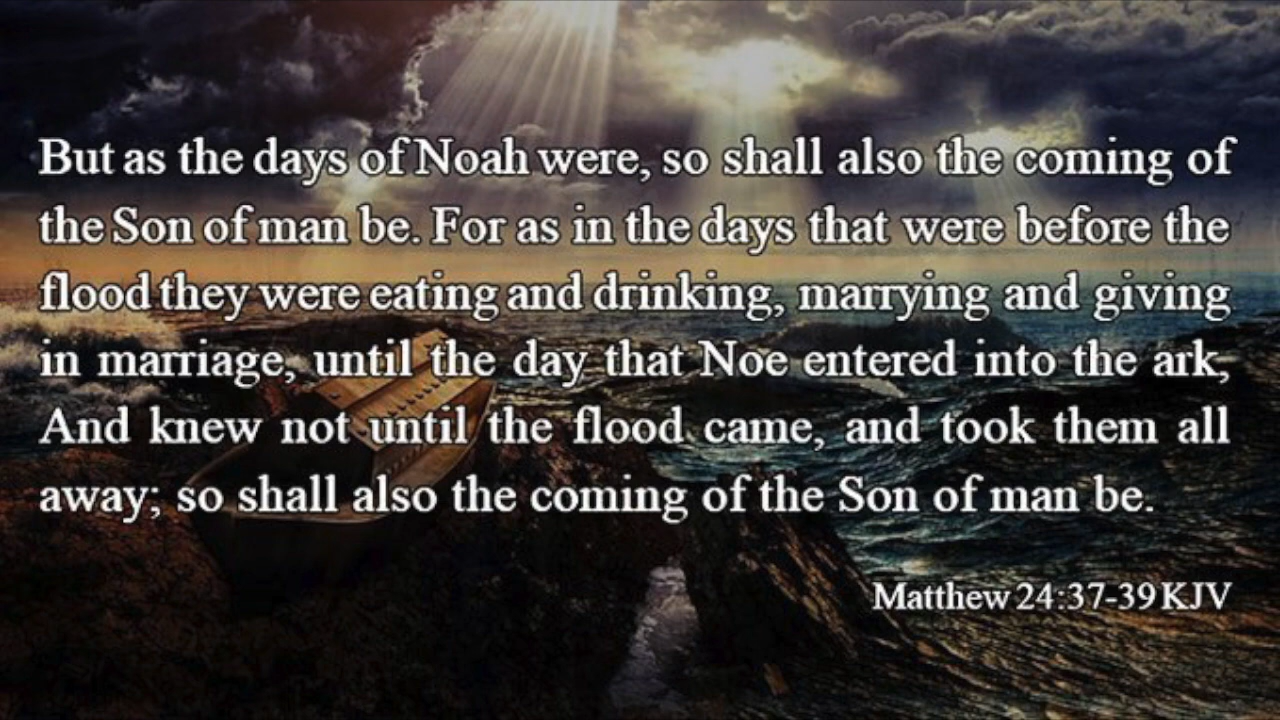 But as the days of Noah were, so shall also the coming of
the Son of man be. For as in the days that were before the
flood they were eating and drinking, marrying and giving
in marriage, until the day that Noe entered into the ark,
And knew not until the flood came, and took them all
away; so shall also the coming of the Son of man be.
Matthew 24:37-39 KJV